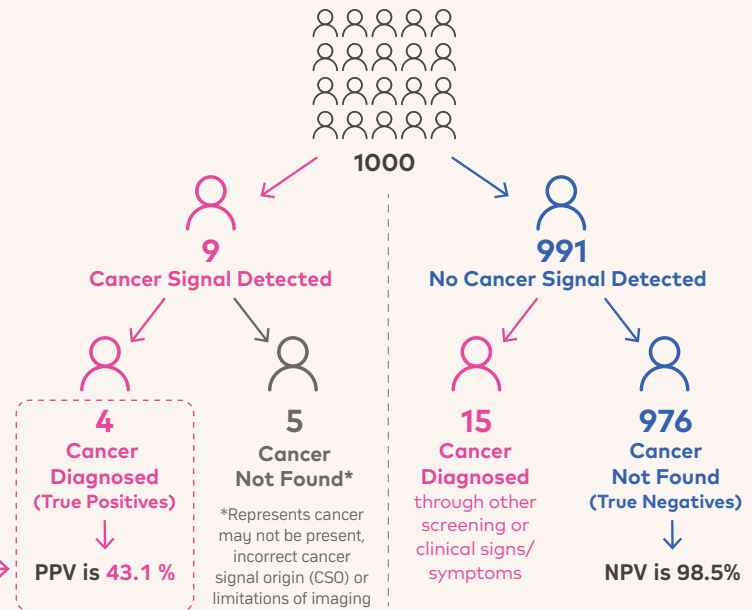 1000
9
Cancer Signal Detected
991
No Cancer Signal Detected
4
Cancer
Diagnosed
(True Positives)
PPV is 43.1 %
5
Cancer
Not Found*
*Represents cancer
may not be present,
incorrect cancer
signal origin (CSO) or
limitations of imaging
15
Cancer
Diagnosed
through other
screening or
clinical signs/
symptoms
976
Cancer
Not Found
(True Negatives)
NPV is 98.5%